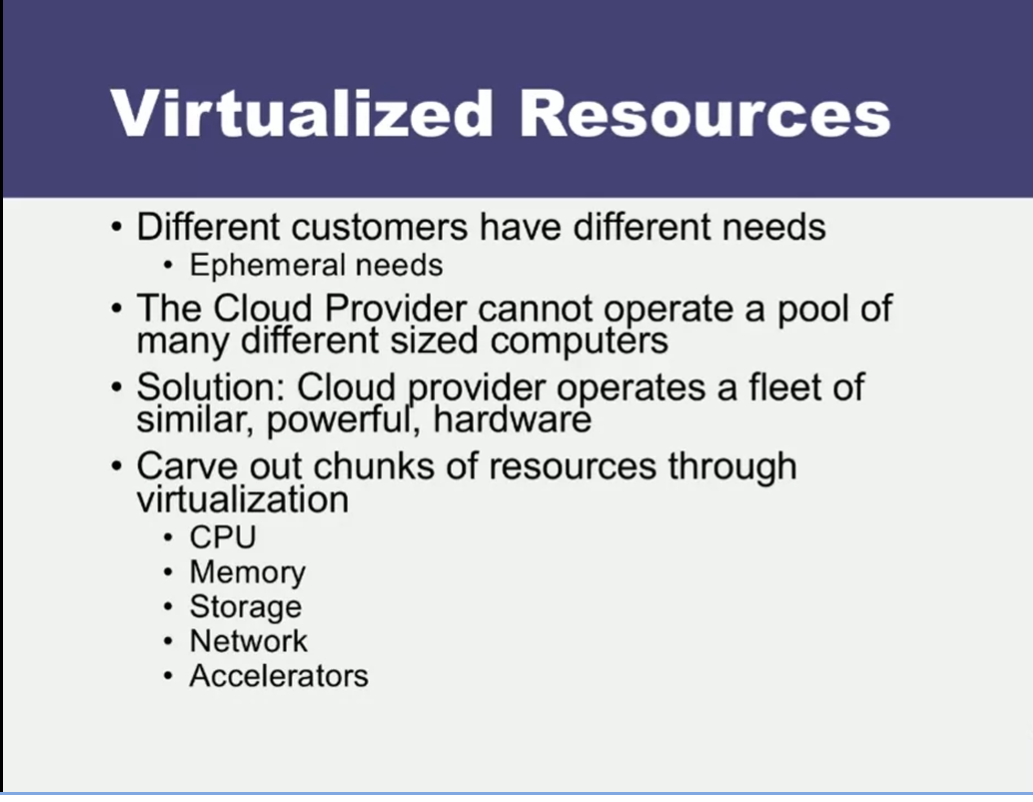 Virtualized Resources
• Different customers have different needs
• Ephemeral needs
• The Cloud Provider cannot operate a pool of
many different sized computers
• Solution: Cloud provider operates a fleet of
similar, powerful, hardware
• Carve out chunks of resources through
virtualization
• CPU
• Memory
• Storage
• Network
• Accelerators